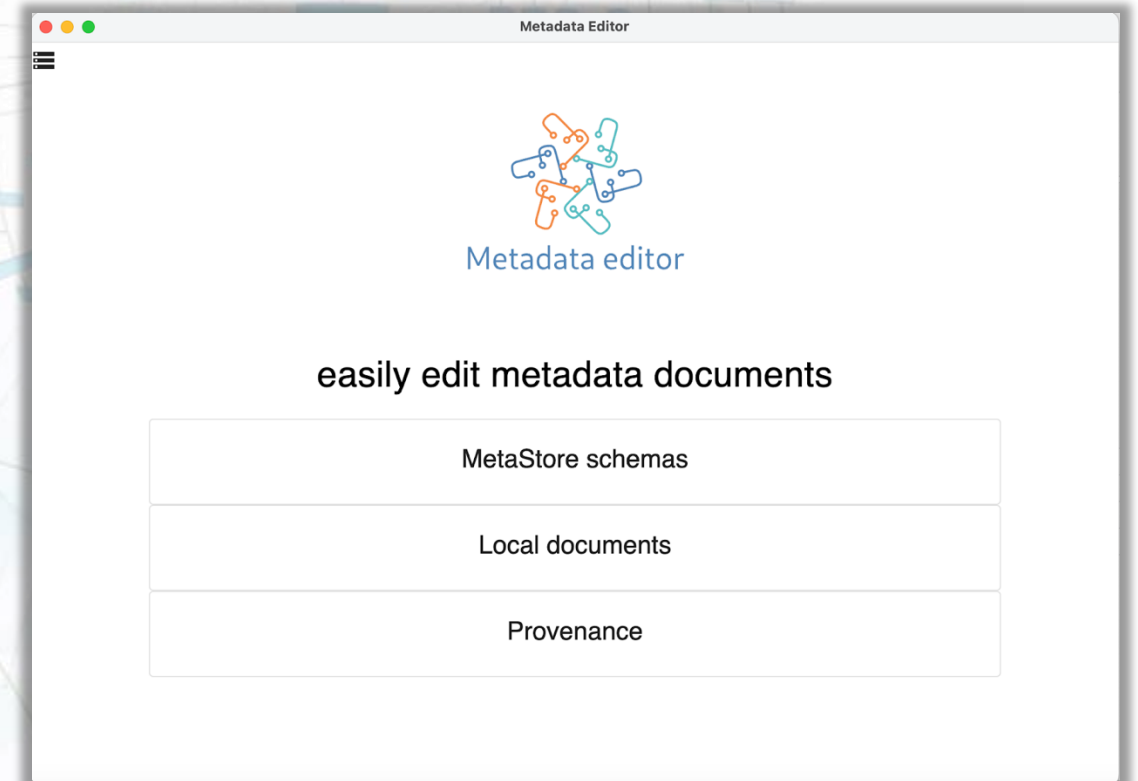 Metadata Editor
Metadata editor
easily edit metadata documents
MetaStore schemas
Local documents
Provenance